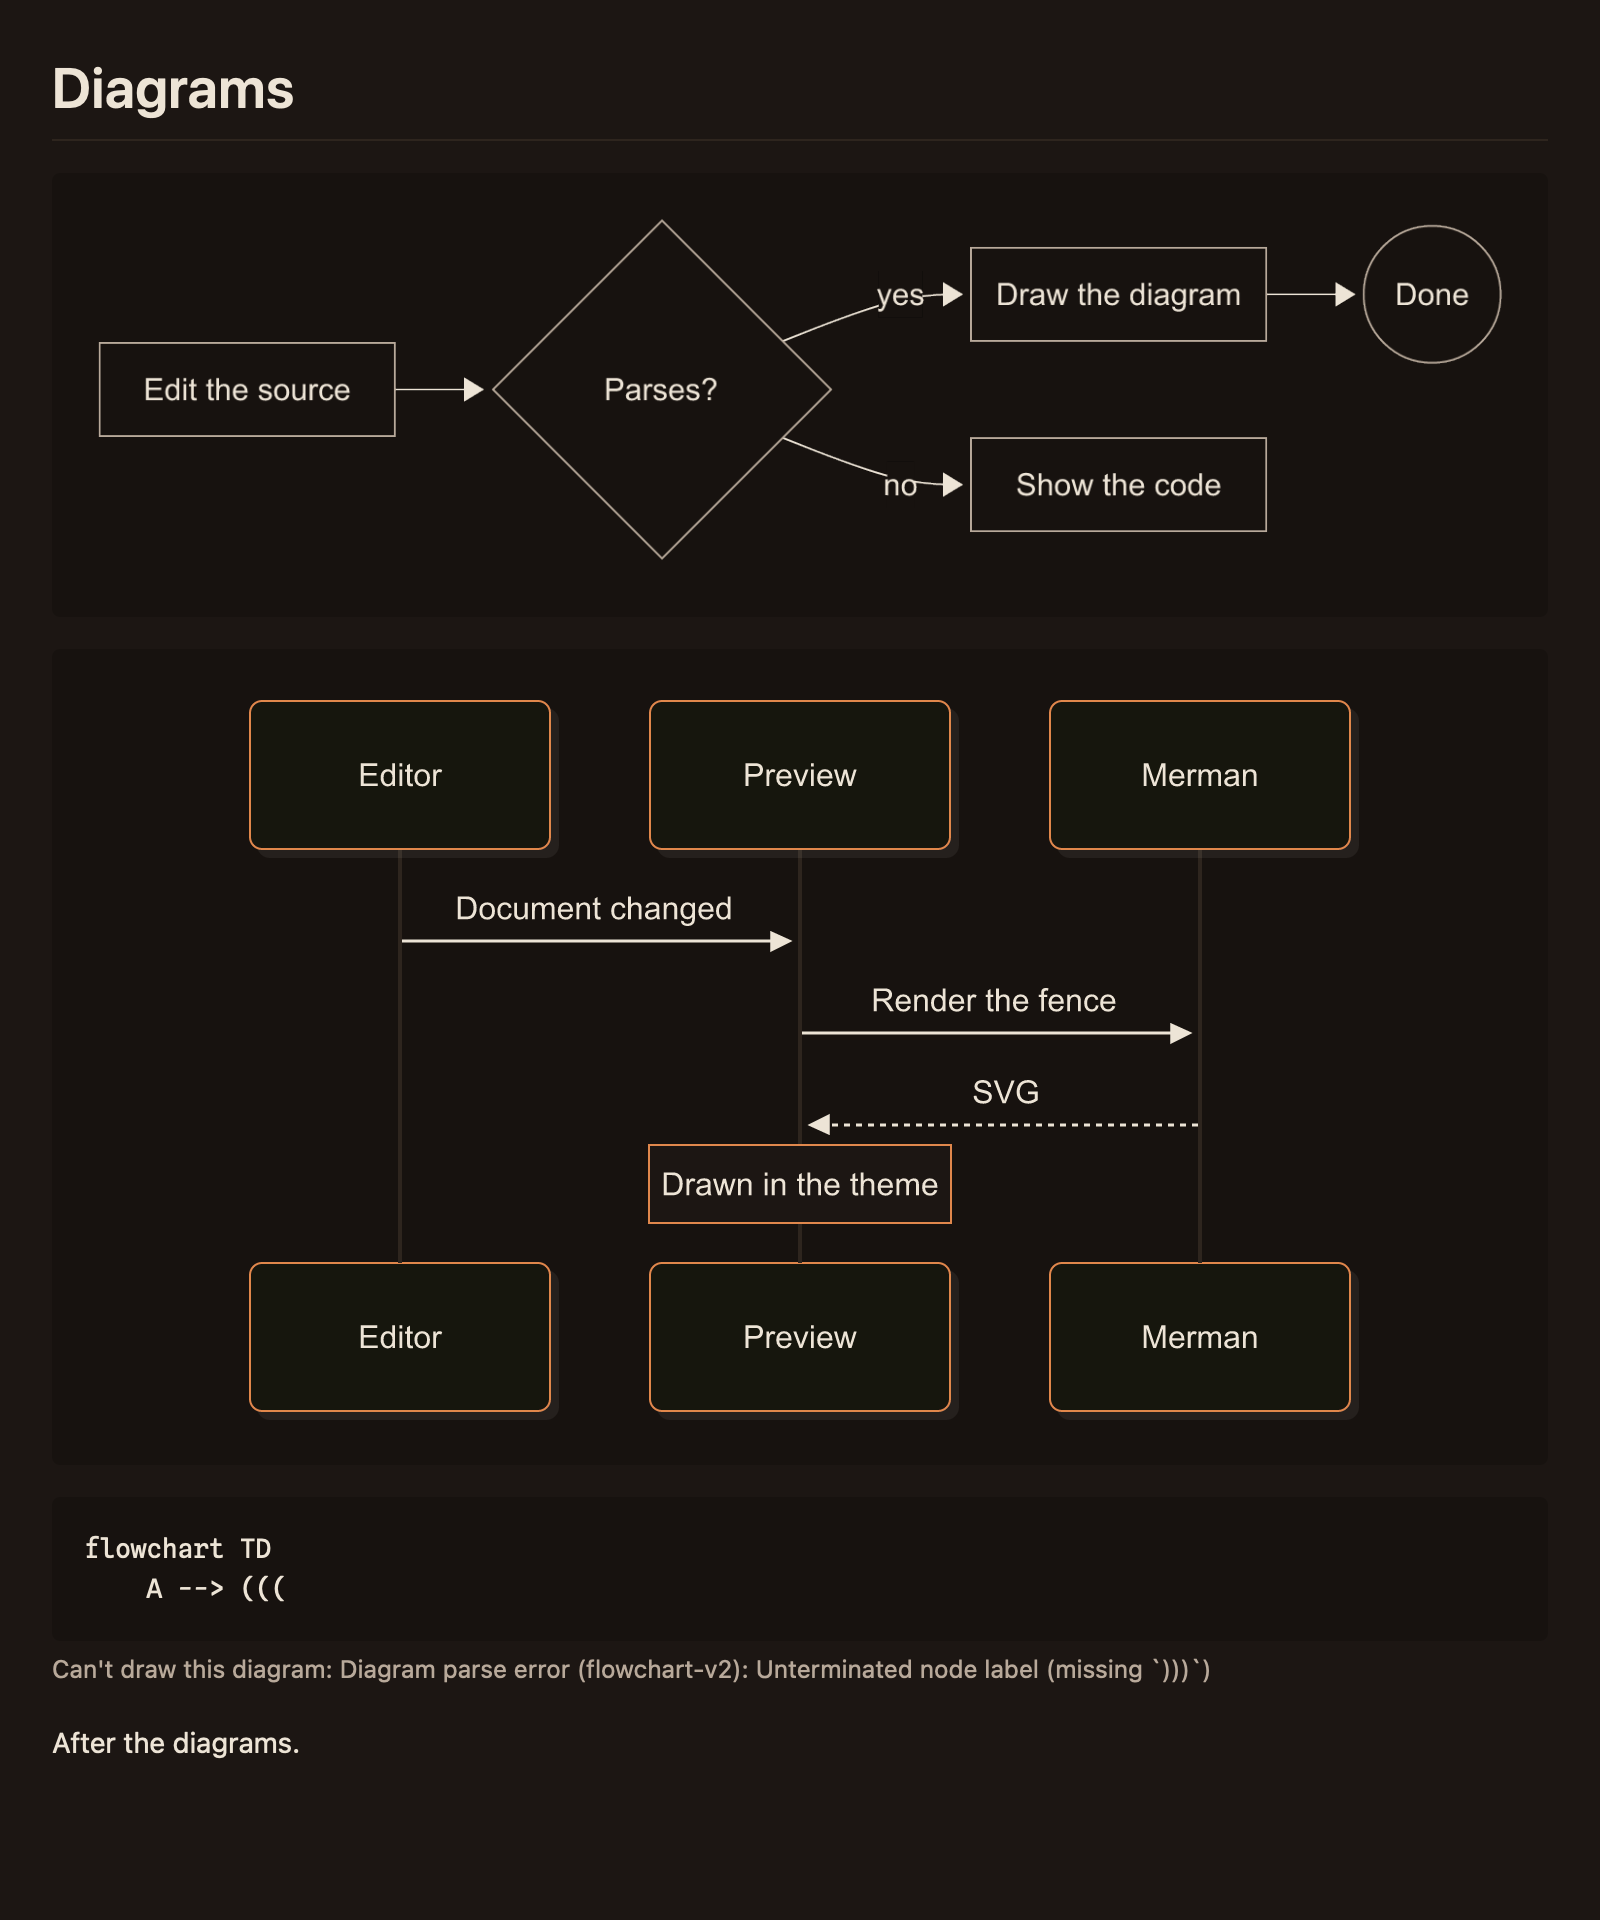 Diagrams
Edit the source
Parses?
yes
Draw the diagram
Done
no
Show the code
Editor
Preview
Merman
Document changed
Render the fence
SVG
Drawn in the theme
Editor
Preview
Merman
flowchart TD
    A --> (((
Can't draw this diagram: Diagram parse error (flowchart-v2): Unterminated node label (missing `)))`)
After the diagrams.